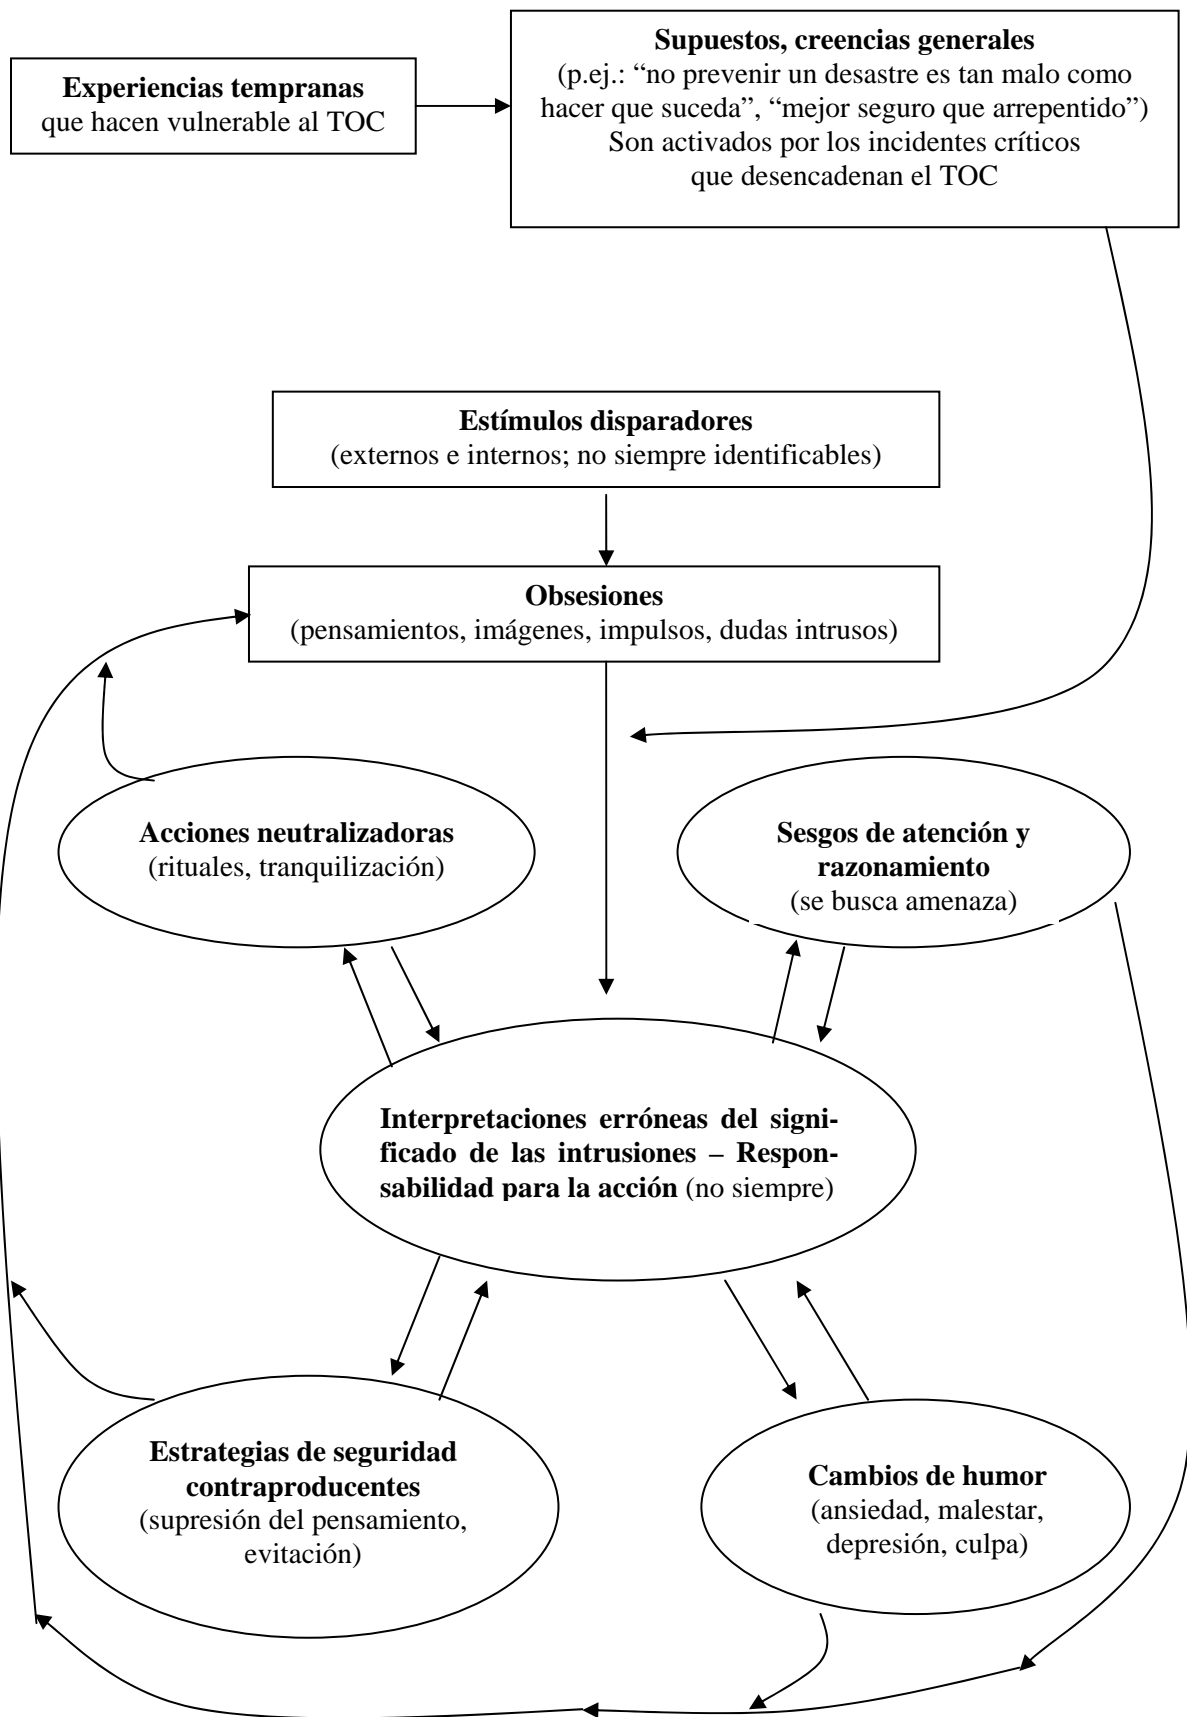 Supuestos, creencias generales
(p.ej.: “no prevenir un desastre es tan malo como
hacer que suceda”, “mejor seguro que arrepentido”)
Son activados por los incidentes críticos
que desencadenan el TOC
Experiencias tempranas
que hacen vulnerable al TOC
Estímulos disparadores
(externos e internos; no siempre identificables)
Obsesiones
(pensamientos, imágenes, impulsos, dudas intrusos)
Acciones neutralizadoras
(rituales, tranquilización)
Sesgos de atención y
razonamiento
(se busca amenaza)
Interpretaciones erróneas del signi-
ficado de las intrusiones – Respon-
sabilidad para la acción (no siempre)
Estrategias de seguridad
contraproducentes
(supresión del pensamiento,
evitación)
Cambios de humor
(ansiedad, malestar,
depresión, culpa)